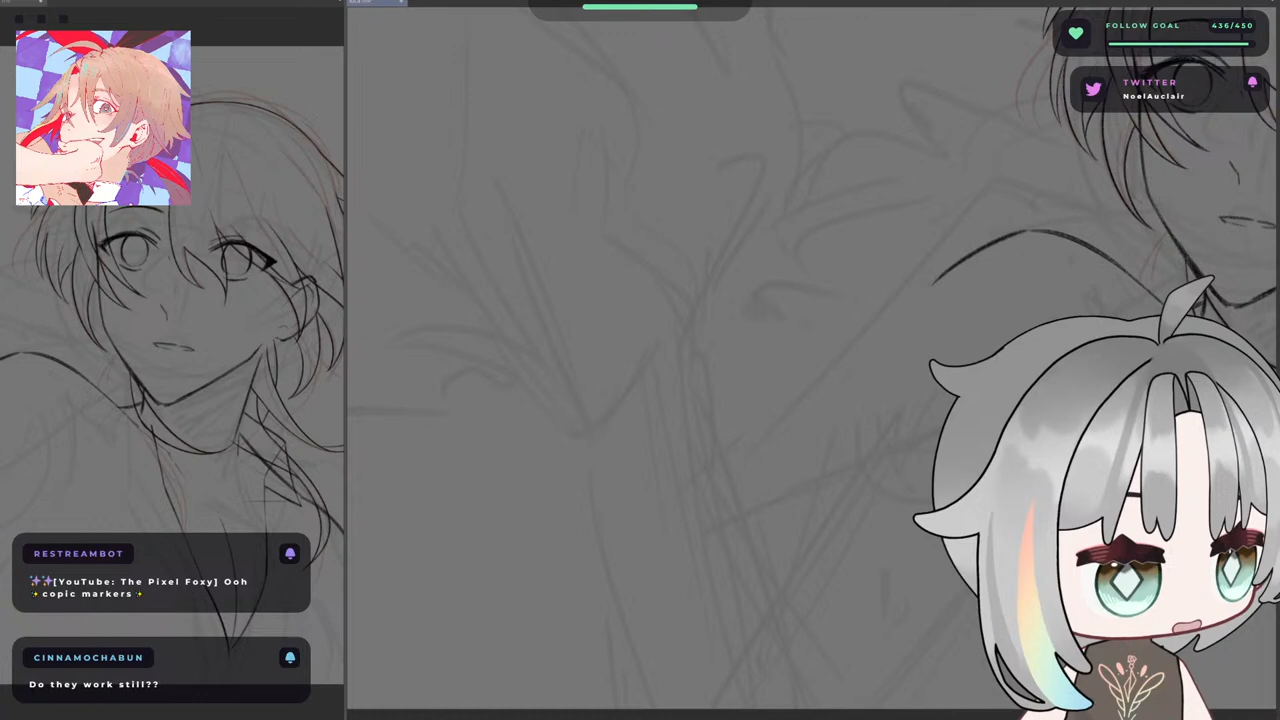 FOLLOW GOAL 436/450
TWITTER
NoelAuclair
RESTREAMBOT
✨✨[YouTube: The Pixel Foxy] Ooh
✨copic markers✨
CINNAMOCHABUN
Do they work still??